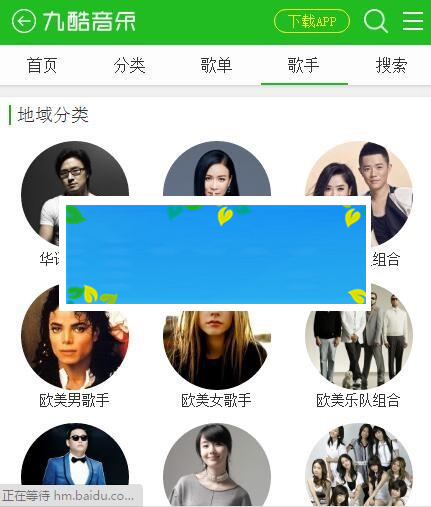 九酷音乐
下载APP
首页 分类 歌单 歌手 搜索
地域分类
华语 组合
欧美男歌手 欧美女歌手 欧美乐队组合
正在等待 hm.baidu.co...